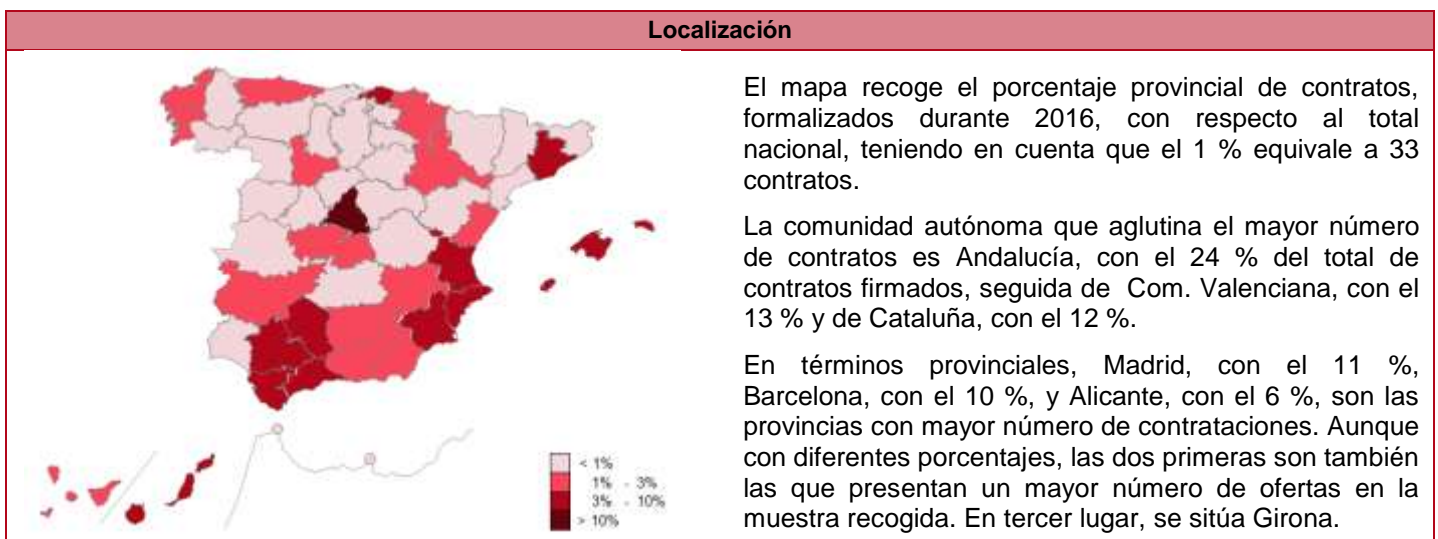 Localización
El mapa recoge el porcentaje provincial de contratos,
formalizados durante 2016, con respecto al total
nacional, teniendo en cuenta que el 1 % equivale a 33
contratos.
La comunidad autónoma que aglutina el mayor número
de contratos es Andalucía, con el 24 % del total de
contratos firmados, seguida de Com. Valenciana, con el
13 % y de Cataluña, con el 12 %.
En términos provinciales, Madrid, con el 11 %,
Barcelona, con el 10 %, y Alicante, con el 6 %, son las
provincias con mayor número de contrataciones. Aunque
con diferentes porcentajes, las dos primeras son también
las que presentan un mayor número de ofertas en la
muestra recogida. En tercer lugar, se sitúa Girona.
< 1%
1% - 3%
3% - 10%
> 10%